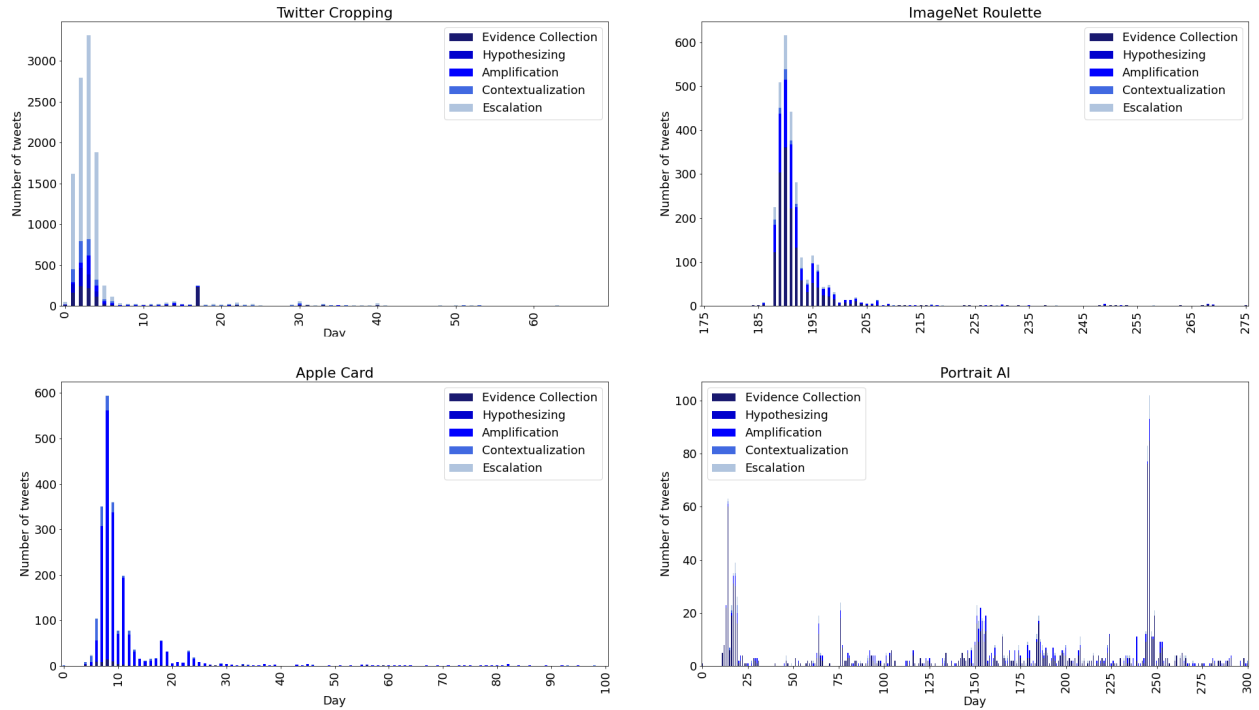 Twitter Cropping
Number of tweets
3000
2500
2000
1500
1000
500
0
Evidence Collection
Hypothesizing
Amplification
Contextualization
Escalation
0
10
20
30
40
50
60
Day
ImageNet Roulette
Number of tweets
600
500
400
300
200
100
0
Evidence Collection
Hypothesizing
Amplification
Contextualization
Escalation
175
185
195
205
215
225
235
245
255
265
275
Apple Card
Number of tweets
600
500
400
300
200
100
0
Evidence Collection
Hypothesizing
Amplification
Contextualization
Escalation
0
10
20
30
40
50
60
70
80
90
100
Day
Portrait AI
Number of tweets
100
80
60
40
20
0
Evidence Collection
Hypothesizing
Amplification
Contextualization
Escalation
0
25
50
75
100
125
150
175
200
225
250
275
300
Day